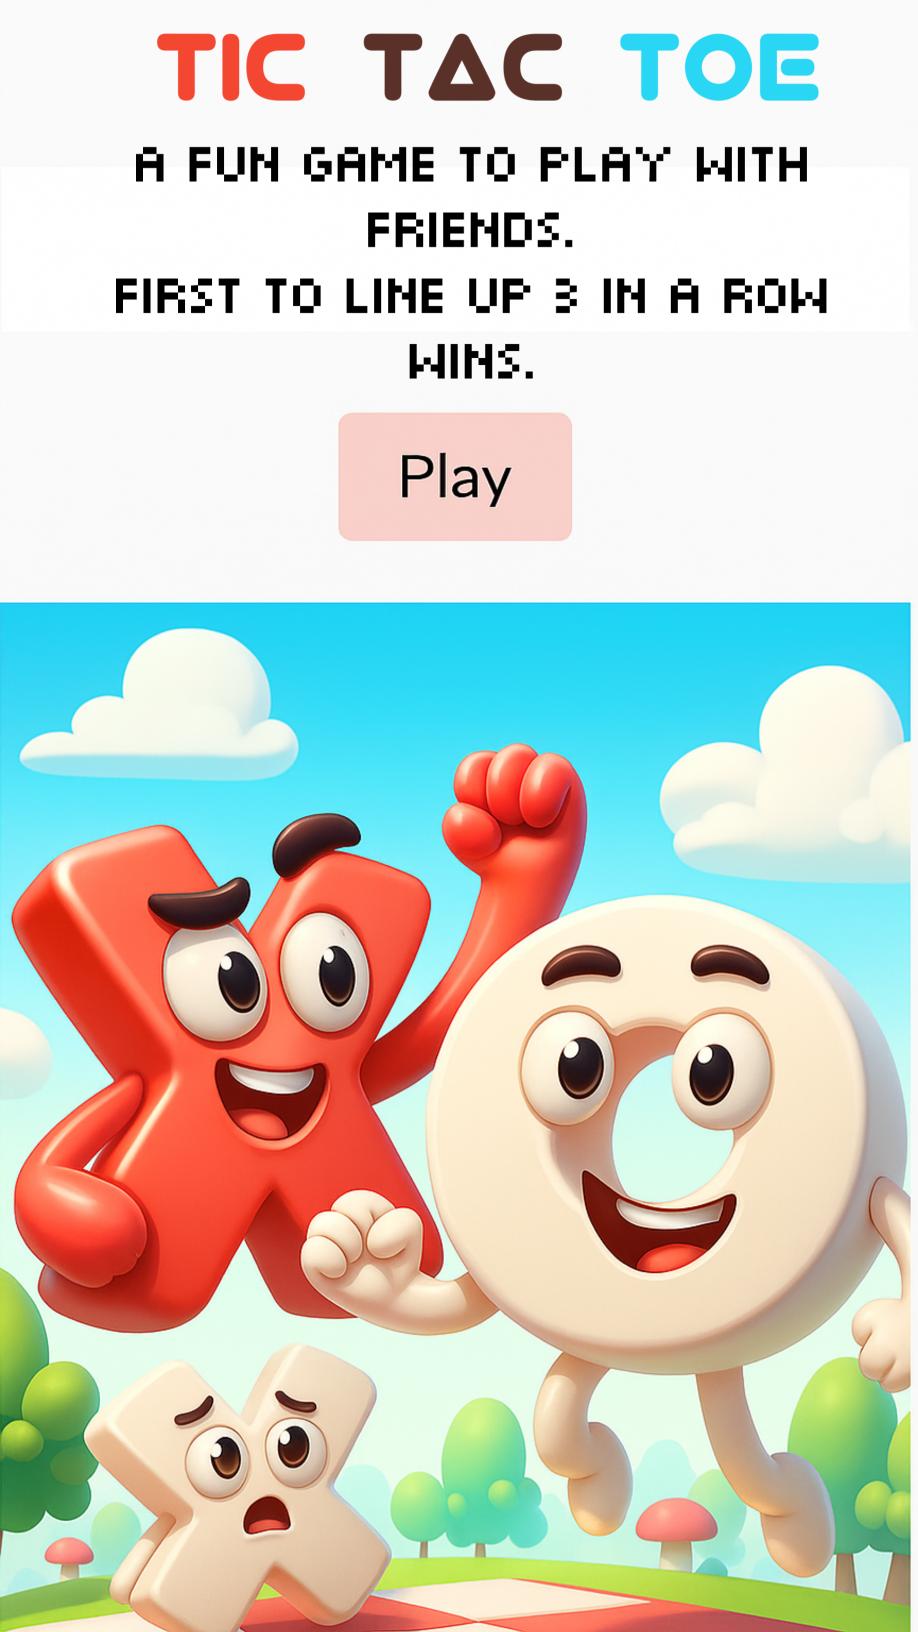 TIC TAC TOE
A FUN GAME TO PLAY WITH
FRIENDS.
FIRST TO LINE UP 3 IN A ROW
WINS.
Play